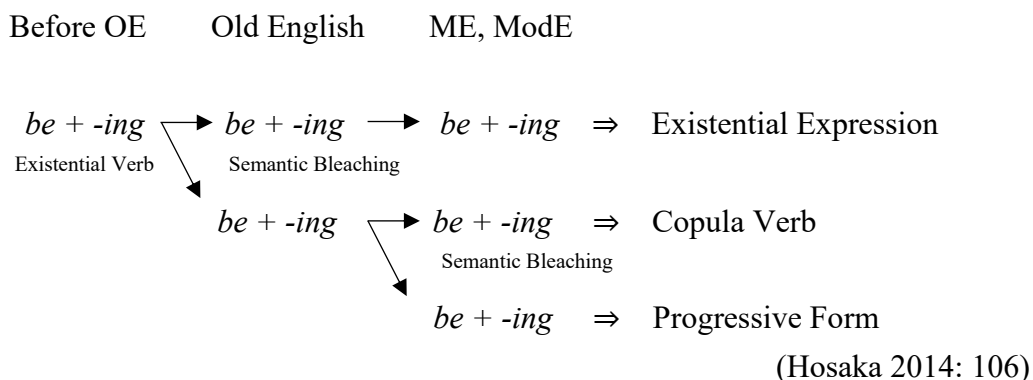 Before OE Old English ME, ModE
be + -ing be + -ing be + -ing ⇒ Existential Expression
Existential Verb Semantic Bleaching
be + -ing be + -ing ⇒ Copula Verb
Semantic Bleaching
be + -ing ⇒ Progressive Form
(Hosaka 2014: 106)